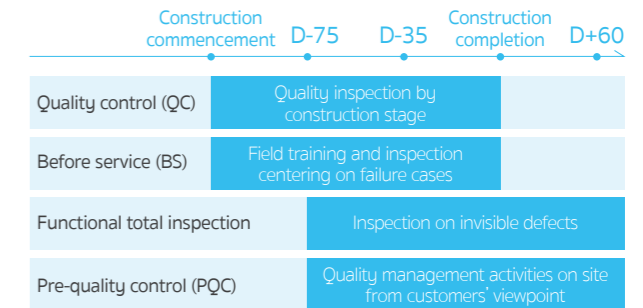 Construction
commencement
D-75
D-35
Construction
completion
D+60
Quality control (QC)
Quality inspection by
construction stage
Before service (BS)
Field training and inspection
centering on failure cases
Functional total inspection
Inspection on invisible defects
Pre-quality control (PQC)
Quality management activities on site
from customers' viewpoint